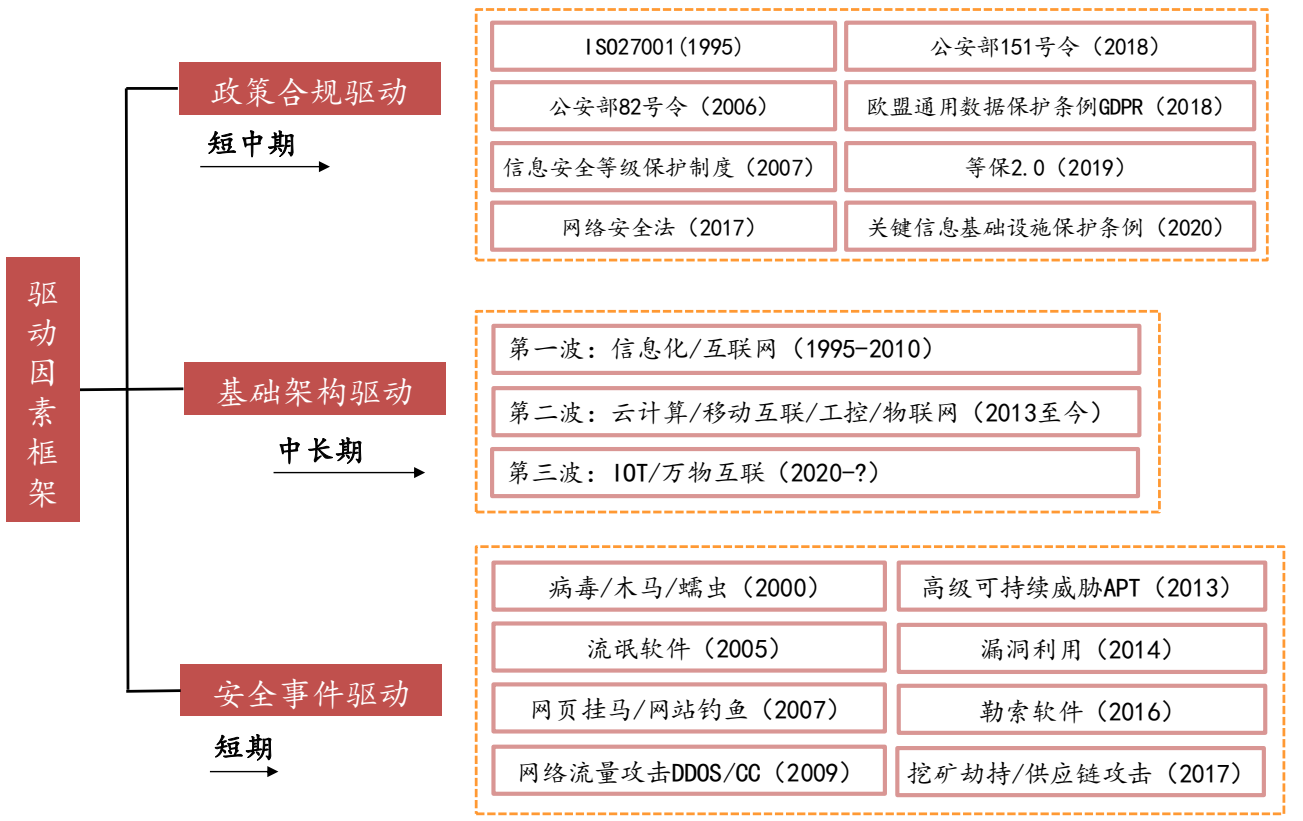 驱动因素框架
政策合规驱动
短中期
ISO27001(1995)
公安部151号令（2018）
公安部82号令（2006）
欧盟通用数据保护条例GDPR（2018）
信息安全等级保护制度（2007）
等保2.0（2019）
网络安全法（2017）
关键信息基础设施保护条例（2020）
基础架构驱动
中长期
第一波：信息化/互联网（1995-2010）
第二波：云计算/移动互联/工控/物联网（2013至今）
第三波：IOT/万物互联（2020-?）
安全事件驱动
短期
病毒/木马/蠕虫（2000）
高级可持续威胁APT（2013）
流氓软件（2005）
漏洞利用（2014）
网页挂马/网站钓鱼（2007）
勒索软件（2016）
网络流量攻击DDOS/CC（2009）
挖矿劫持/供应链攻击（2017）